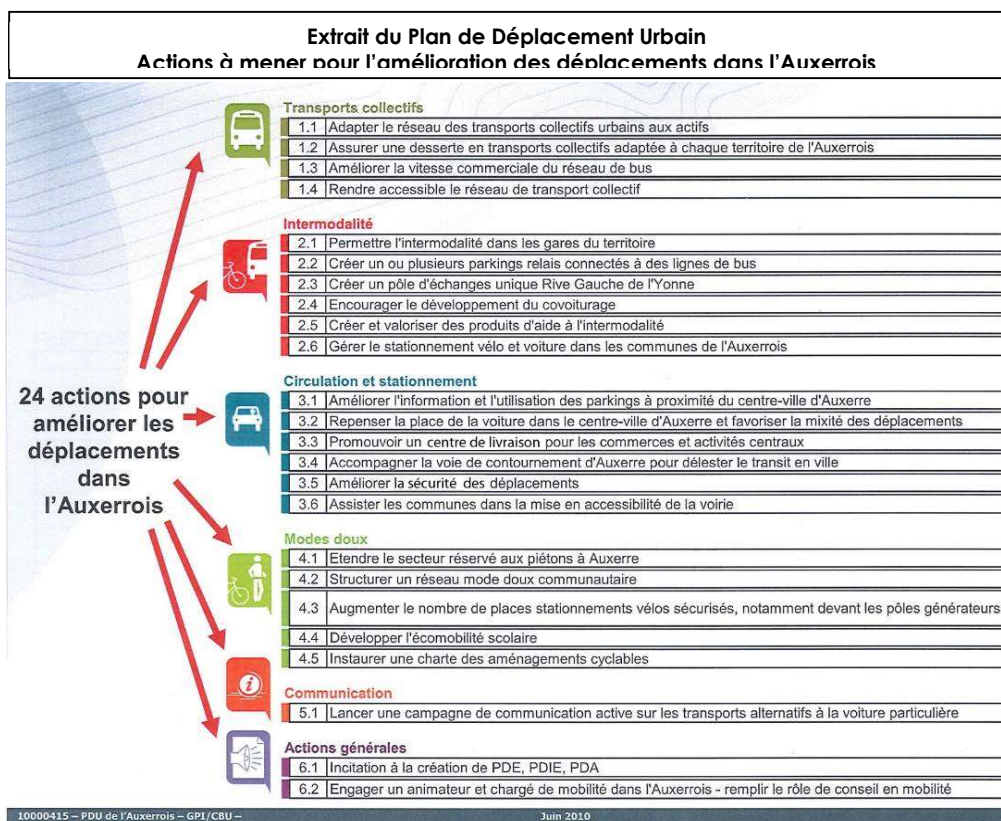 Extrait du Plan de Déplacement Urbain
Actions à mener pour l'amélioration des déplacements dans l'Auxerrois
Transports collectifs
1.1 Adapter le réseau des transports collectifs urbains aux actifs
1.2 Assurer une desserte en transports collectifs adaptée à chaque territoire de l'Auxerrois
1.3 Améliorer la vitesse commerciale du réseau de bus
1.4 Rendre accessible le réseau de transport collectif
Intermodalité
2.1 Permettre l'intermodalité dans les gares du territoire
2.2 Créer un ou plusieurs parkings relais connectés à des lignes de bus
2.3 Créer un pôle d'échanges unique Rive Gauche de l'Yonne
2.4 Encourager le développement du covoiturage
2.5 Créer et valoriser des produits d'aide à l'intermodalité
2.6 Gérer le stationnement vélo et voiture dans les communes de l'Auxerrois
24 actions pour
améliorer les
déplacements
dans
l'Auxerrois
Circulation et stationnement
3.1 Améliorer l'information et l'utilisation des parkings à proximité du centre-ville d'Auxerre
3.2 Repenser la place de la voiture dans le centre-ville d'Auxerre et favoriser la mixité des déplacements
3.3 Promouvoir un centre de livraison pour les commerces et activités centraux
3.4 Accompagner la voie de contournement d'Auxerre pour délester le transit en ville
3.5 Améliorer la sécurité des déplacements
3.6 Assister les communes dans la mise en accessibilité de la voirie
Modes doux
4.1 Etendre le secteur réservé aux piétons à Auxerre
4.2 Structurer un réseau mode doux communautaire
4.3 Augmenter le nombre de places stationnements vélos sécurisés, notamment devant les pôles générateurs
4.4 Développer l'écomobilité scolaire
4.5 Instaurer une charte des aménagements cyclables
Communication
5.1 Lancer une campagne de communication active sur les transports alternatifs à la voiture particulière
Actions générales
6.1 Incitation à la création de PDE, PDIE, PDA
6.2 Engager un animateur et chargé de mobilité dans l'Auxerrois - remplir le rôle de conseil en mobilité
10000415 – PDU de l'Auxerrois – GPI/CBU –
Juin 2010